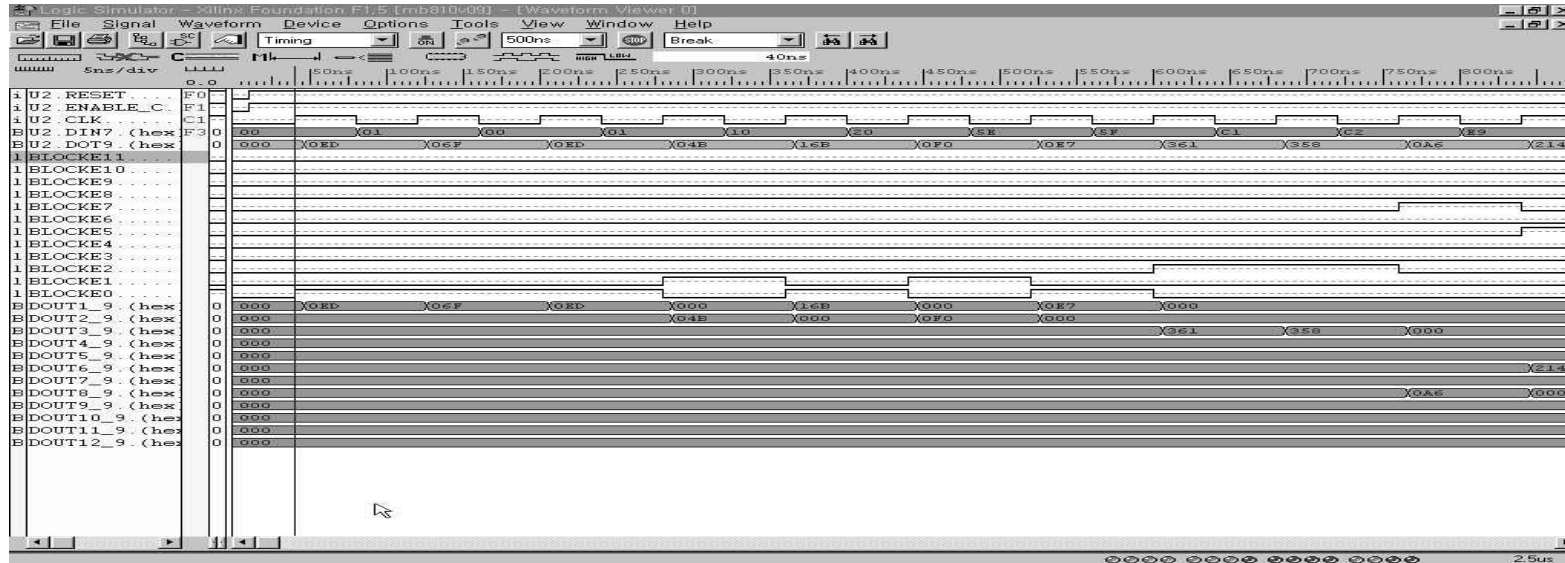 Logic Simulator - Xilinx Foundation F1,5 [mb810v09] - [Waveform Viewer 0]
File Signal Waveform Device Options Tools View Window Help
Timing ON 500ns STOP Break
HIGH LOW 40ns
5ns/div 0.0 50ns 100ns 150ns 200ns 250ns 300ns 350ns 400ns 450ns 500ns 550ns 600ns 650ns 700ns 750ns 800ns
i U2.RESET.... F0
i U2.ENABLE_C. F1
i U2.CLK...... C1
B U2.DIN7.(hex F3 0 00 01 00 01 10 20 5E 5F C1 C2 E9
B U2.DOT9.(hex 0 000 0ED 06F 0ED 04B 16B 0F0 0E7 361 358 0A6 214
l BLOCKE11.....
l BLOCKE10.....
l BLOCKE9......
l BLOCKE8......
l BLOCKE7......
l BLOCKE6......
l BLOCKE5......
l BLOCKE4......
l BLOCKE3......
l BLOCKE2......
l BLOCKE1......
l BLOCKE0......
B DOUT1_9.(hex) 0 000 0ED 06F 0ED 000 16B 000 0E7 000
B DOUT2_9.(hex) 0 000 04B 000 0F0 000
B DOUT3_9.(hex) 0 000 361 358 000
B DOUT4_9.(hex) 0 000
B DOUT5_9.(hex) 0 000
B DOUT6_9.(hex) 0 000 214
B DOUT7_9.(hex) 0 000
B DOUT8_9.(hex) 0 000 0A6 000
B DOUT9_9.(hex) 0 000
B DOUT10_9.(he 0 000
B DOUT11_9.(he 0 000
B DOUT12_9.(he 0 000
2.5us